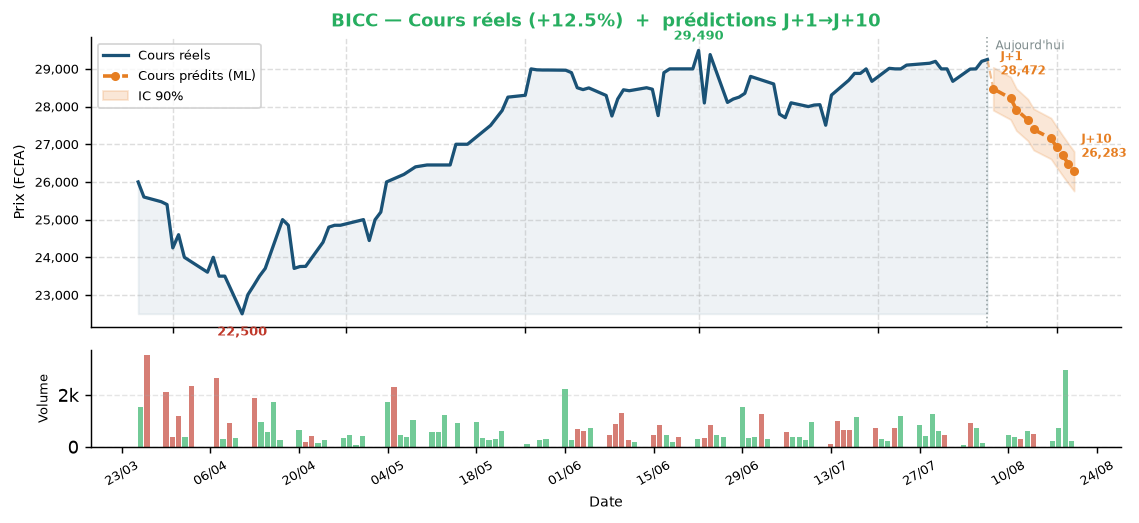 BICC — Cours réels (+12.5%)  +  prédictions J+1→J+10
29,490
Aujourd'hui
Cours réels
Cours prédits (ML)
IC 90%
J+1
28,472
J+10
26,283
22,500
Prix (FCFA)
29,000
28,000
27,000
26,000
25,000
24,000
23,000
Volume
2k
0
23/03
06/04
20/04
04/05
18/05
01/06
15/06
29/06
13/07
27/07
10/08
24/08
Date